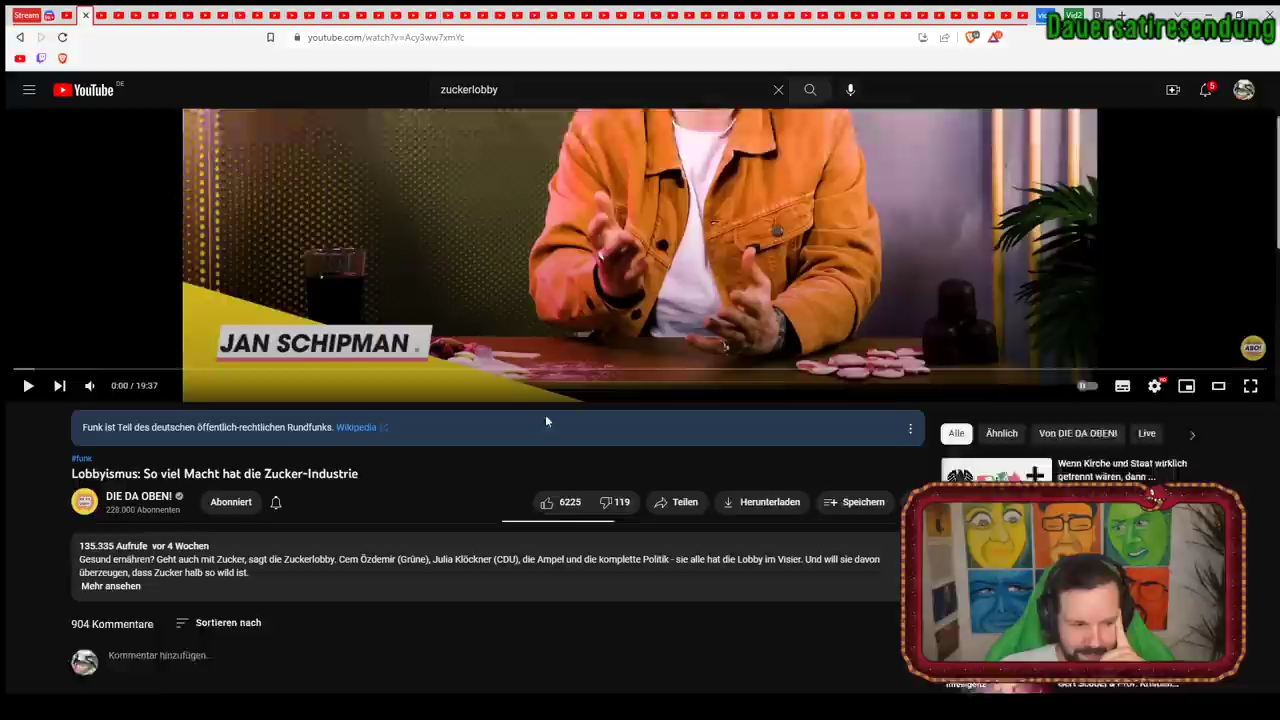 Stream
Vid2
D
Dauersatiresendung
youtube.com/watch?v=Acy3ww7xmYc
YouTube DE
zuckerlobby
5
JAN SCHIPMAN
ASO!
0:00 / 19:37
Funk ist Teil des deutschen öffentlich-rechtlichen Rundfunks. Wikipedia
Alle
Ähnlich
Von DIE DA OBEN!
Live
#funk
Lobbyismus: So viel Macht hat die Zucker-Industrie
Wenn Kirche und Staat wirklich
getrennt wären, dann ...
DIE DA OBEN!
228.000 Abonnenten
Abonniert
6225
119
Teilen
Herunterladen
Speichern
135.335 Aufrufe vor 4 Wochen
Gesund ernähren? Geht auch mit Zucker, sagt die Zuckerlobby. Cem Özdemir (Grüne), Julia Klöckner (CDU), die Ampel und die komplette Politik - sie alle hat die Lobby im Visier. Und will sie davon
überzeugen, dass Zucker halb so wild ist.
Mehr ansehen
904 Kommentare
Sortieren nach
Kommentar hinzufügen...